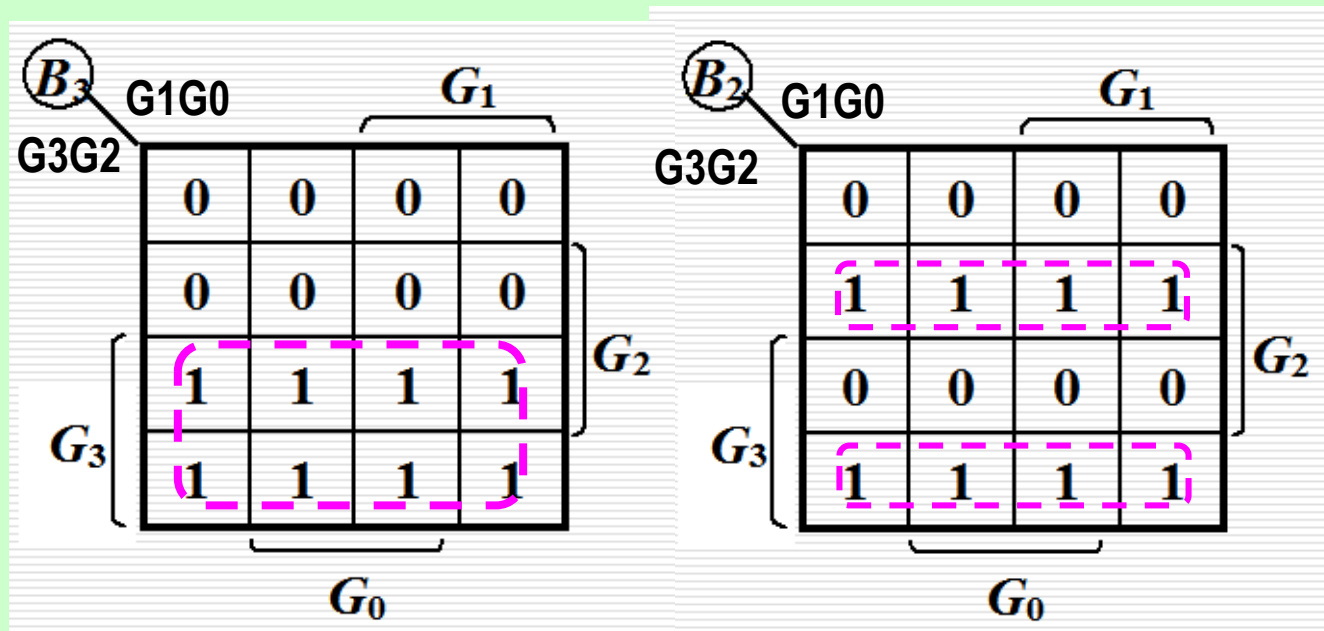 B₃ G1G0 G₁
G3G2
0 0 0 0
0 0 0 0
1 1 1 1
1 1 1 1
G₂
G₃
G₀
B₂ G1G0 G₁
G3G2
0 0 0 0
1 1 1 1
0 0 0 0
1 1 1 1
G₂
G₃
G₀